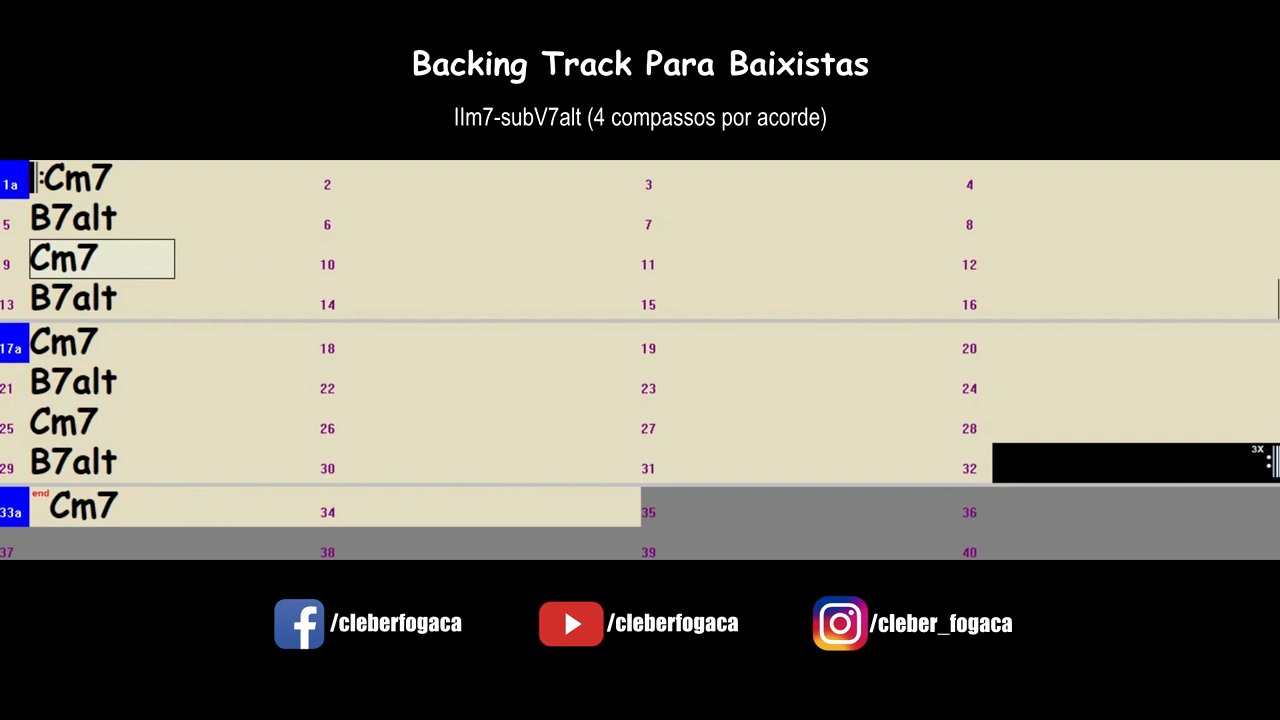 Backing Track Para Baixistas
IIm7-subV7alt (4 compassos por acorde)
1a Cm7 2 3 4
5 B7alt 6 7 8
9 Cm7 10 11 12
13 B7alt 14 15 16
17a Cm7 18 19 20
21 B7alt 22 23 24
25 Cm7 26 27 28
29 B7alt 30 31 32 3X
33a end Cm7 34 35 36
37 38 39 40
/cleberfogaca /cleberfogaca /cleber_fogaca